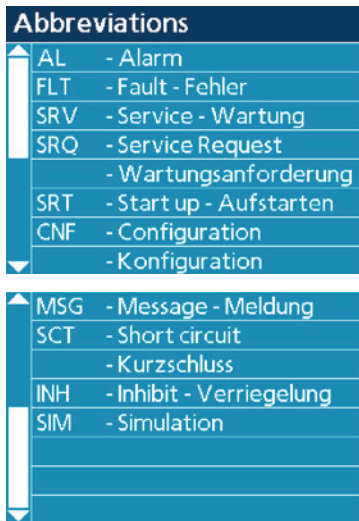 Abbreviations
AL - Alarm
FLT - Fault - Fehler
SRV - Service - Wartung
SRQ - Service Request
- Wartungsanforderung
SRT - Start up - Aufstarten
CNF - Configuration
- Konfiguration
MSG - Message - Meldung
SCT - Short circuit
- Kurzschluss
INH - Inhibit - Verriegelung
SIM - Simulation